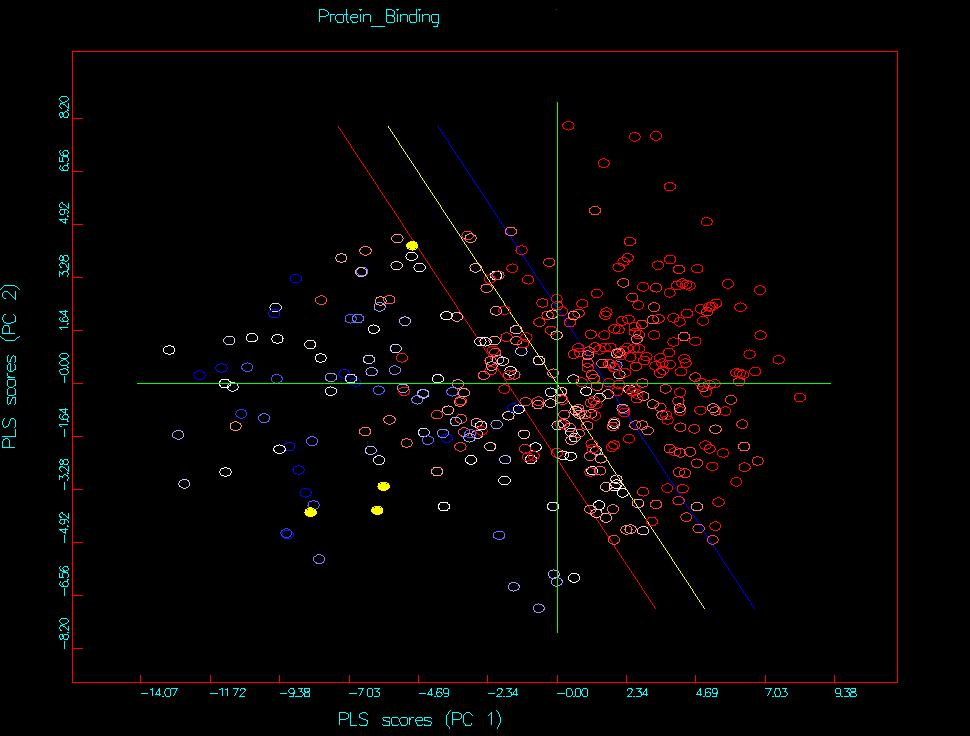 Protein_Binding
PLS scores (PC 2)
8.20
6.56
4.92
3.28
1.64
−0.00
−1.64
−3.28
−4.92
−6.56
−8.20
−14.07 −11.72 −9.38 −7.03 −4.69 −2.34 −0.00 2.34 4.69 7.03 9.38
PLS scores (PC 1)